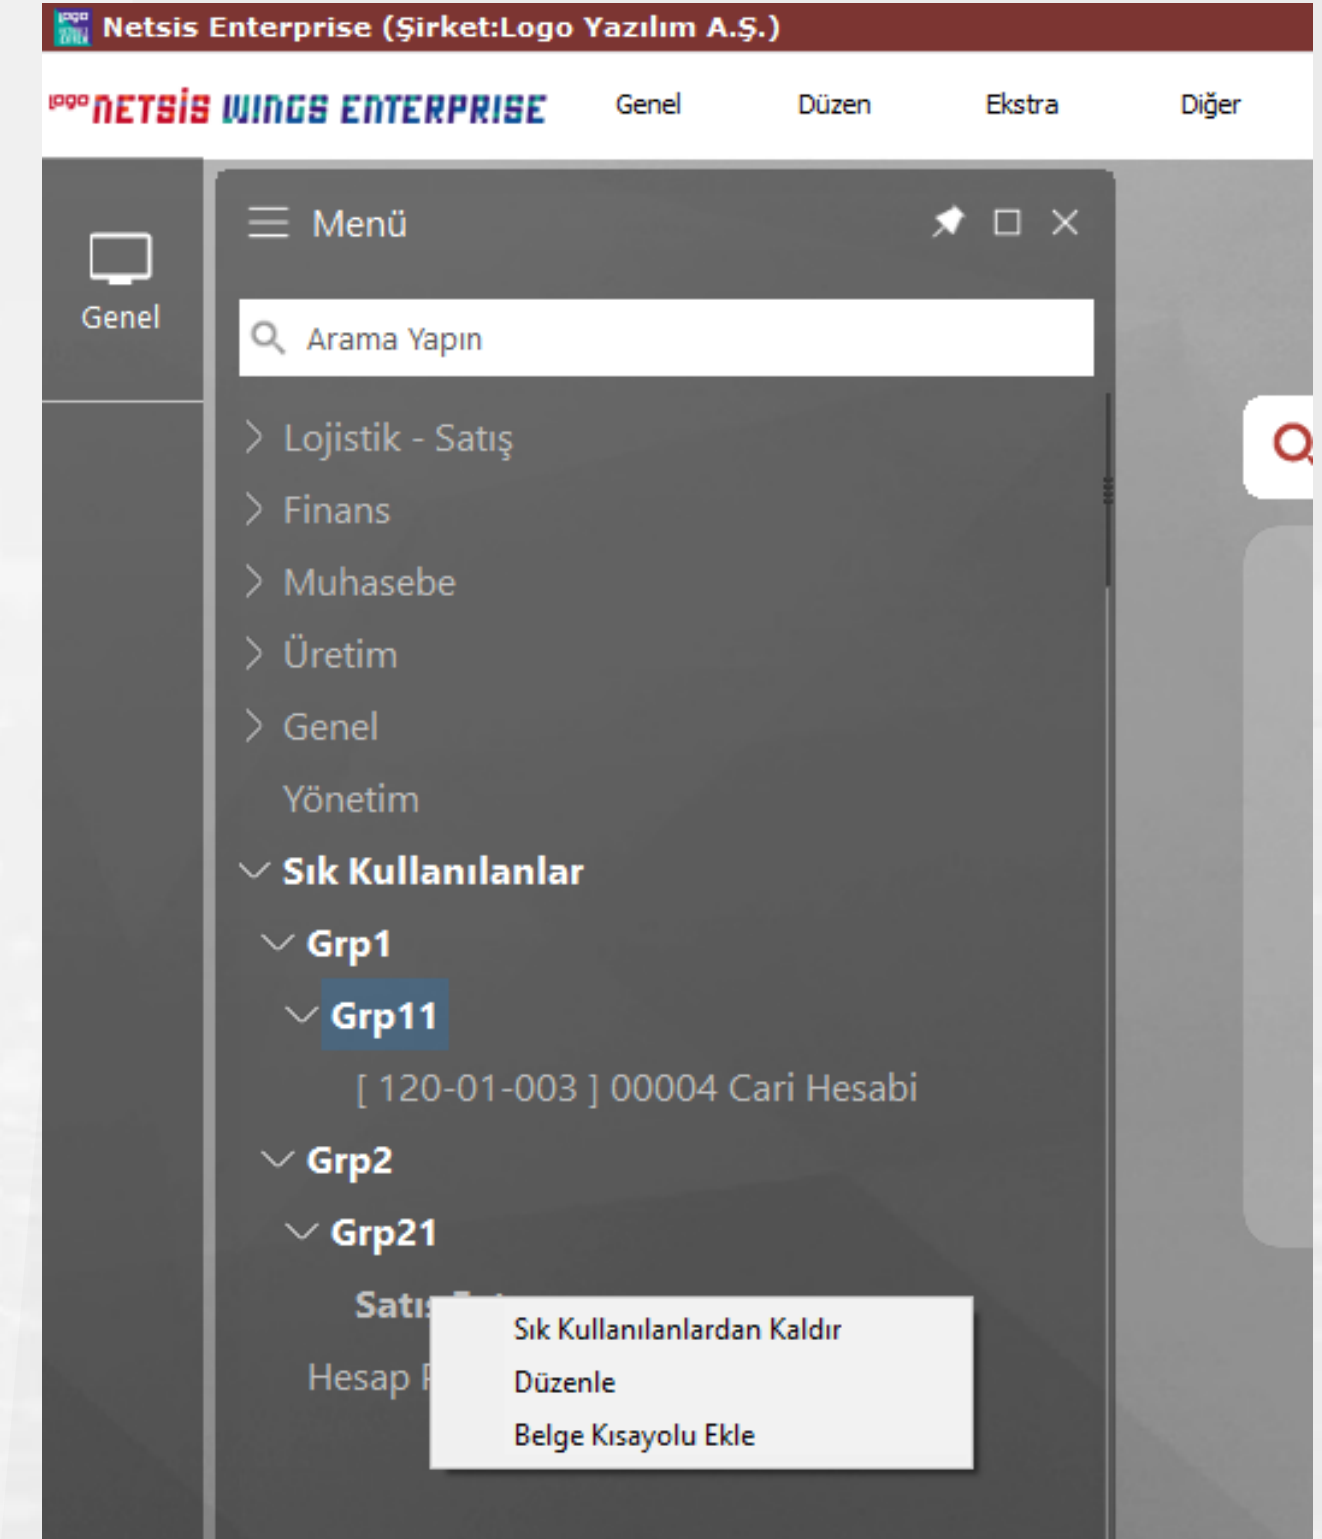 Netsis Enterprise (Şirket:Logo Yazılım A.Ş.)
Logo NETSİS WINGS ENTERPRISE Genel Düzen Ekstra Diğer
Menü
Genel
Arama Yapın
Lojistik - Satış
Finans
Muhasebe
Üretim
Genel
Yönetim
Sık Kullanılanlar
Grp1
Grp11
[ 120-01-003 ] 00004 Cari Hesabi
Grp2
Grp21
Sık Kullanılanlardan Kaldır
Hesap
Düzenle
Belge Kısayolu Ekle